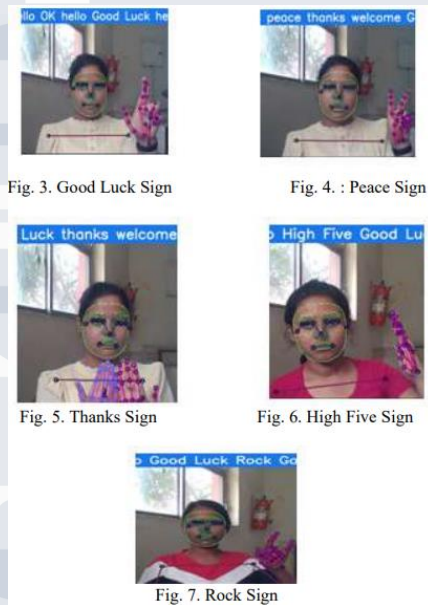 llo OK hello Good Luck he
peace thanks welcome G
Fig. 3. Good Luck Sign
Fig. 4. : Peace Sign
Luck thanks welcome
o High Five Good Lu
Fig. 5. Thanks Sign
Fig. 6. High Five Sign
o Good Luck Rock Go
Fig. 7. Rock Sign